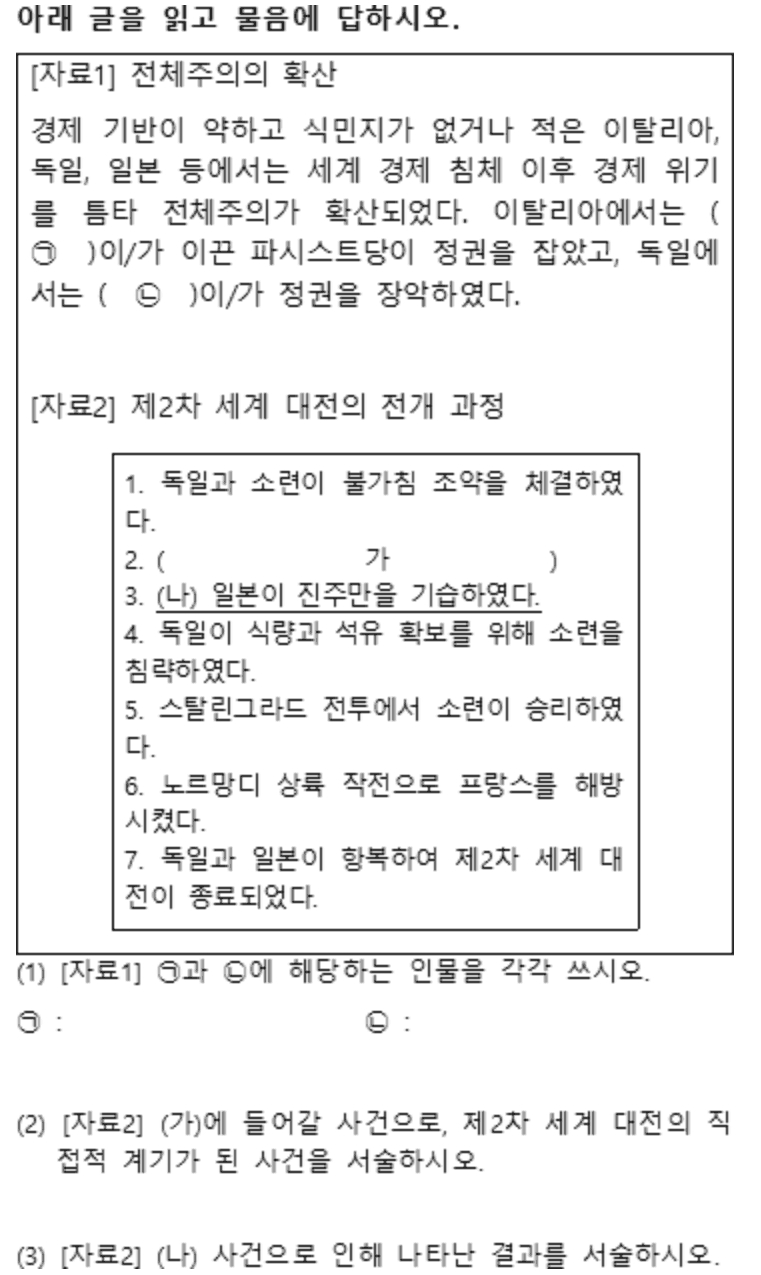 아래 글을 읽고 물음에 답하시오.
[자료1] 전체주의의 확산
경제 기반이 약하고 식민지가 없거나 적은 이탈리아,
독일, 일본 등에서는 세계 경제 침체 이후 경제 위기
를 틈타 전체주의가 확산되었다. 이탈리아에서는 (
㉠ )이/가 이끈 파시스트당이 정권을 잡았고, 독일에
서는 ( ㉡ )이/가 정권을 장악하였다.
[자료2] 제2차 세계 대전의 전개 과정
1. 독일과 소련이 불가침 조약을 체결하였
다.
2. ( 가 )
3. (나) 일본이 진주만을 기습하였다.
4. 독일이 식량과 석유 확보를 위해 소련을
침략하였다.
5. 스탈린그라드 전투에서 소련이 승리하였
다.
6. 노르망디 상륙 작전으로 프랑스를 해방
시켰다.
7. 독일과 일본이 항복하여 제2차 세계 대
전이 종료되었다.
(1) [자료1] ㉠과 ㉡에 해당하는 인물을 각각 쓰시오.
㉠ : ㉡ :
(2) [자료2] (가)에 들어갈 사건으로, 제2차 세계 대전의 직
접적 계기가 된 사건을 서술하시오.
(3) [자료2] (나) 사건으로 인해 나타난 결과를 서술하시오.